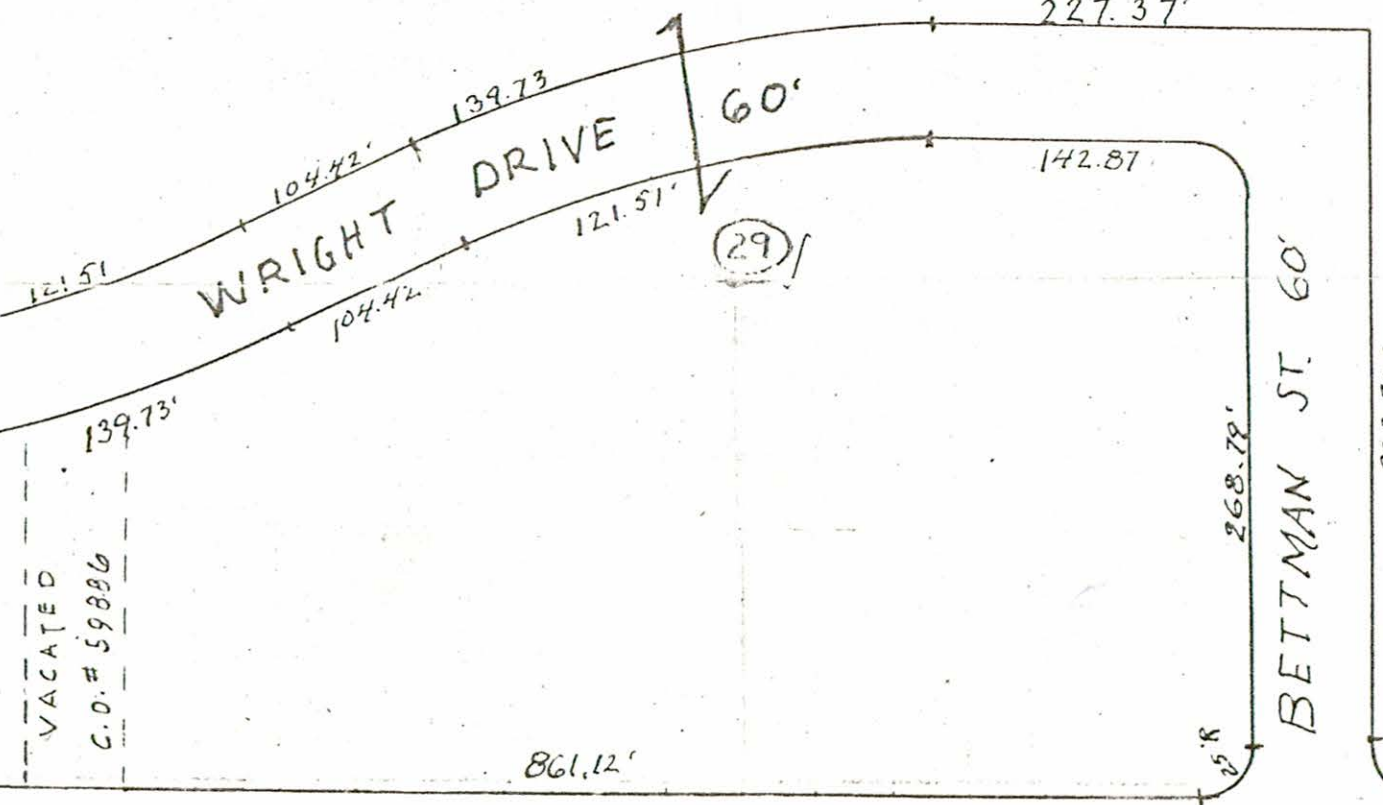 227.37'
139.73
60'
104.42'
WRIGHT DRIVE
142.87
121.51'
29
121.51
104.42
139.73'
BETTMAN ST. 60'
268.79'
VACATED
C.O.# 59886
861.12'
25'R